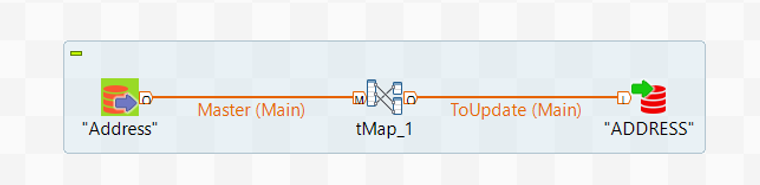 O Master (Main) M O ToUpdate (Main) I
"Address" tMap_1 "ADDRESS"